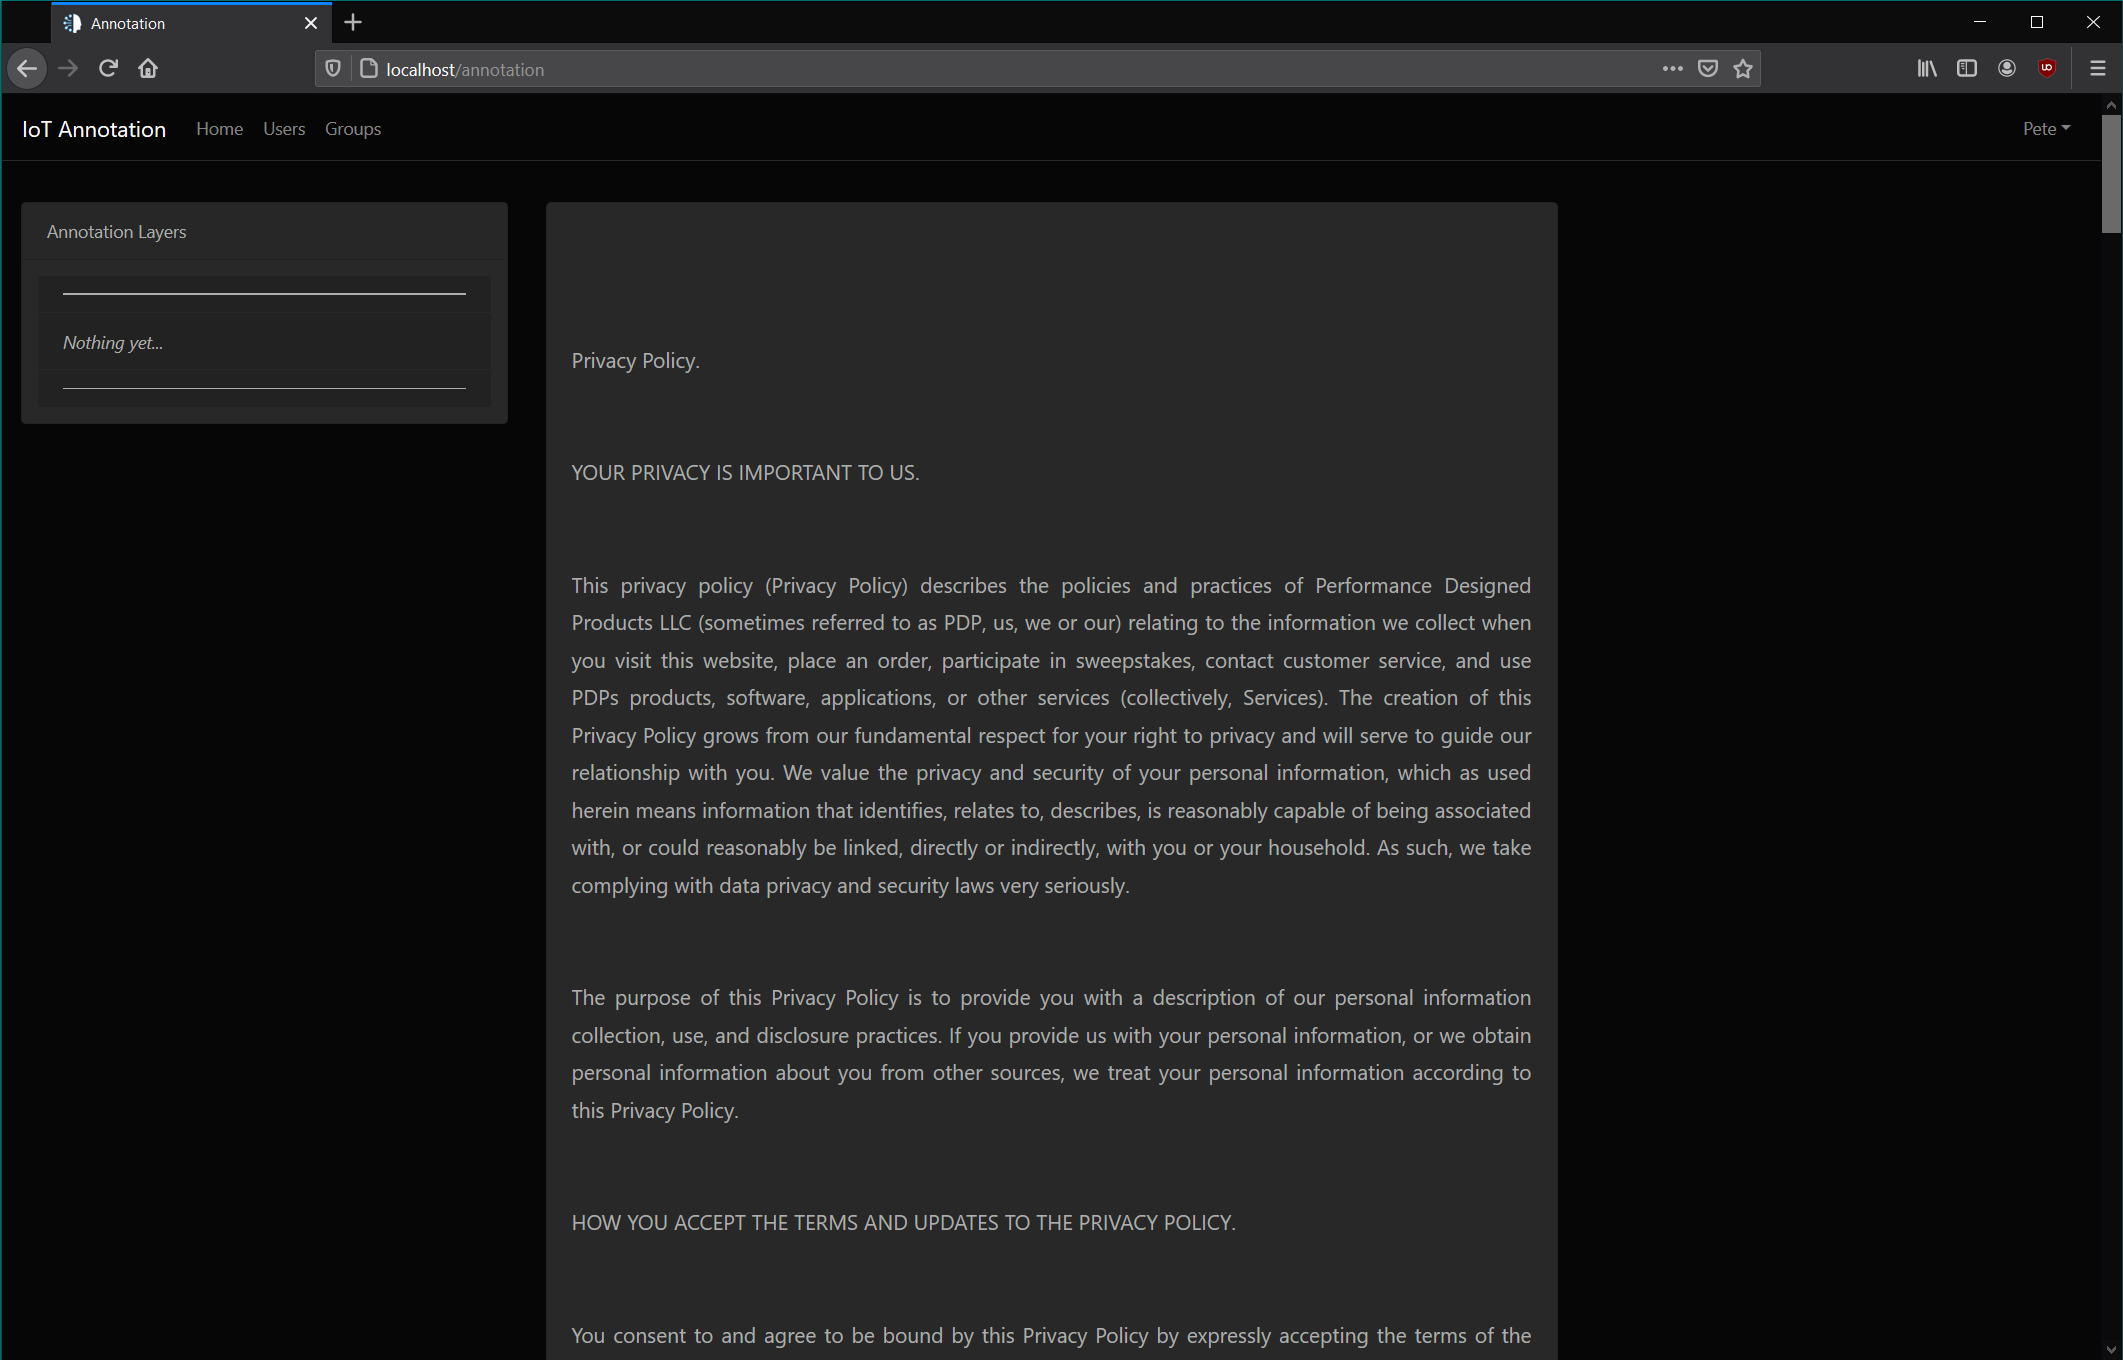 Annotation
localhost/annotation
IoT Annotation Home Users Groups Pete
Annotation Layers
Nothing yet...
Privacy Policy.
YOUR PRIVACY IS IMPORTANT TO US.
This privacy policy (Privacy Policy) describes the policies and practices of Performance Designed
Products LLC (sometimes referred to as PDP, us, we or our) relating to the information we collect when
you visit this website, place an order, participate in sweepstakes, contact customer service, and use
PDPs products, software, applications, or other services (collectively, Services). The creation of this
Privacy Policy grows from our fundamental respect for your right to privacy and will serve to guide our
relationship with you. We value the privacy and security of your personal information, which as used
herein means information that identifies, relates to, describes, is reasonably capable of being associated
with, or could reasonably be linked, directly or indirectly, with you or your household. As such, we take
complying with data privacy and security laws very seriously.
The purpose of this Privacy Policy is to provide you with a description of our personal information
collection, use, and disclosure practices. If you provide us with your personal information, or we obtain
personal information about you from other sources, we treat your personal information according to
this Privacy Policy.
HOW YOU ACCEPT THE TERMS AND UPDATES TO THE PRIVACY POLICY.
You consent to and agree to be bound by this Privacy Policy by expressly accepting the terms of the